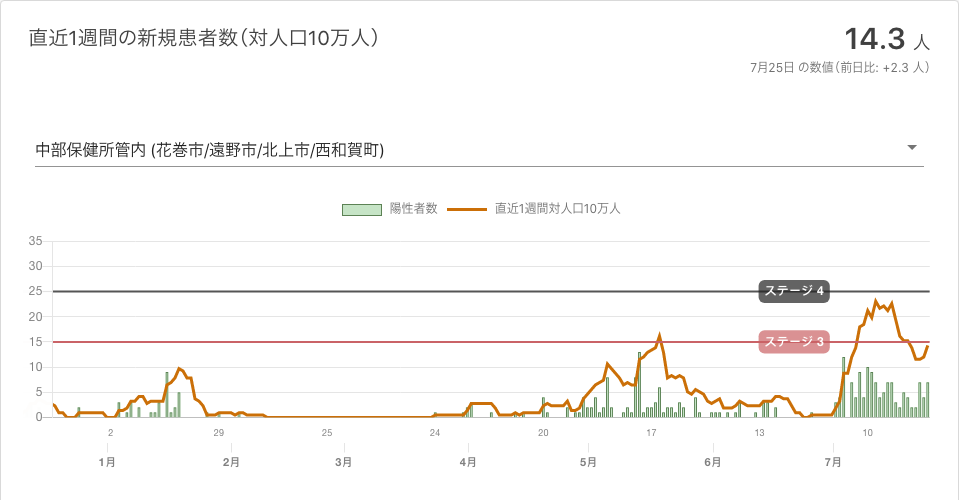 直近1週間の新規患者数（対人口10万人）
14.3 人
7月25日 の数値（前日比: +2.3 人）
中部保健所管内 (花巻市/遠野市/北上市/西和賀町)
陽性者数 直近1週間対人口10万人
35
30
25
20
15
10
5
0
ステージ 4
ステージ 3
2 29 25 24 20 17 13 10
1月 2月 3月 4月 5月 6月 7月